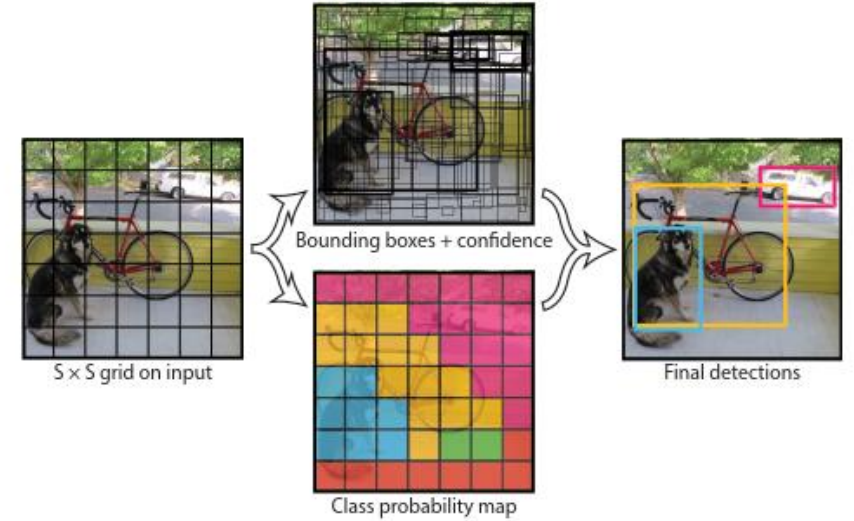 Bounding boxes + confidence
S × S grid on input
Final detections
Class probability map